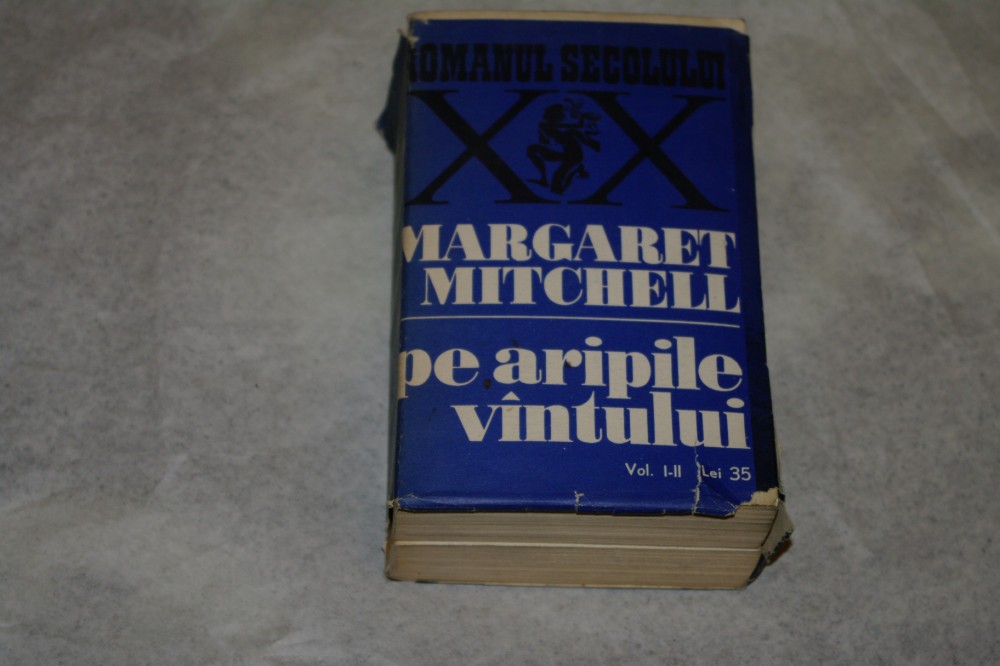 ROMANUL SECOLULUI
XX
MARGARET
MITCHELL
pe aripile
vîntului
Vol. I-II Lei 35